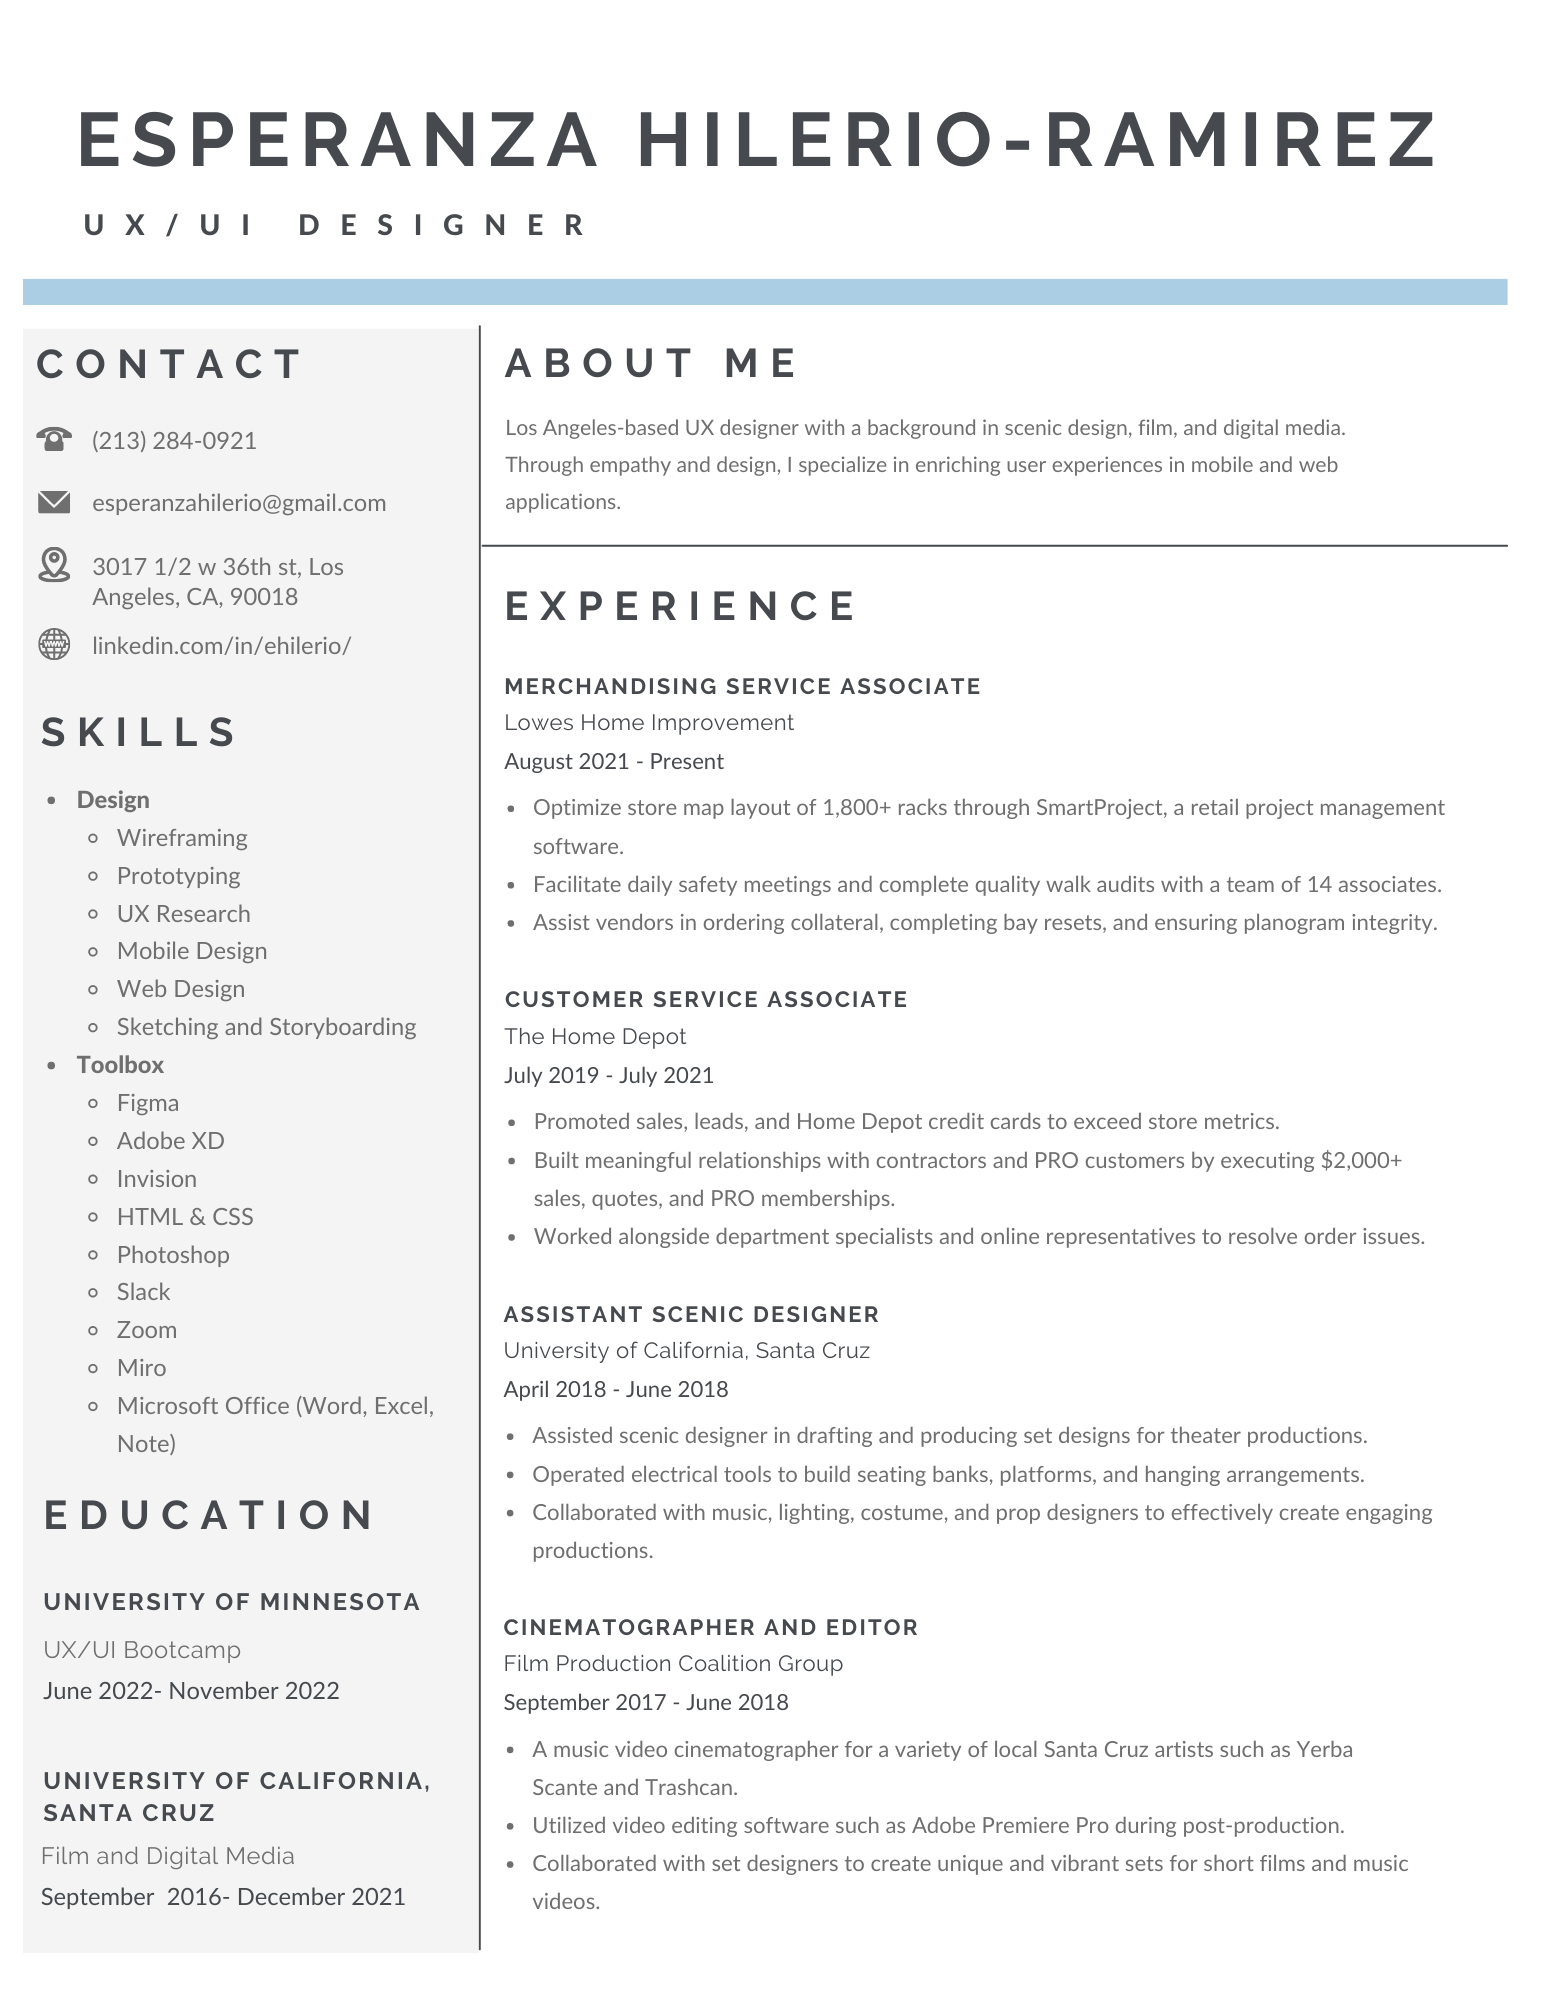 ESPERANZA HILERIO-RAMIREZ
UX/UI DESIGNER
CONTACT
(213) 284-0921
esperanzahilerio@gmail.com
3017 1/2 w 36th st, Los
Angeles, CA, 90018
linkedin.com/in/ehilerio/
SKILLS
Design
Wireframing
Prototyping
UX Research
Mobile Design
Web Design
Sketching and Storyboarding
Toolbox
Figma
Adobe XD
Invision
HTML & CSS
Photoshop
Slack
Zoom
Miro
Microsoft Office (Word, Excel,
Note)
EDUCATION
UNIVERSITY OF MINNESOTA
UX/UI Bootcamp
June 2022- November 2022
UNIVERSITY OF CALIFORNIA,
SANTA CRUZ
Film and Digital Media
September  2016- December 2021
ABOUT ME
Los Angeles-based UX designer with a background in scenic design, film, and digital media.
Through empathy and design, I specialize in enriching user experiences in mobile and web
applications.
EXPERIENCE
MERCHANDISING SERVICE ASSOCIATE
Lowes Home Improvement
August 2021 - Present
Optimize store map layout of 1,800+ racks through SmartProject, a retail project management
software.
Facilitate daily safety meetings and complete quality walk audits with a team of 14 associates.
Assist vendors in ordering collateral, completing bay resets, and ensuring planogram integrity.
CUSTOMER SERVICE ASSOCIATE
The Home Depot
July 2019 - July 2021
Promoted sales, leads, and Home Depot credit cards to exceed store metrics.
Built meaningful relationships with contractors and PRO customers by executing $2,000+
sales, quotes, and PRO memberships.
Worked alongside department specialists and online representatives to resolve order issues.
ASSISTANT SCENIC DESIGNER
University of California, Santa Cruz
April 2018 - June 2018
Assisted scenic designer in drafting and producing set designs for theater productions.
Operated electrical tools to build seating banks, platforms, and hanging arrangements.
Collaborated with music, lighting, costume, and prop designers to effectively create engaging
productions.
CINEMATOGRAPHER AND EDITOR
Film Production Coalition Group
September 2017 - June 2018
A music video cinematographer for a variety of local Santa Cruz artists such as Yerba
Scante and Trashcan.
Utilized video editing software such as Adobe Premiere Pro during post-production.
Collaborated with set designers to create unique and vibrant sets for short films and music
videos.